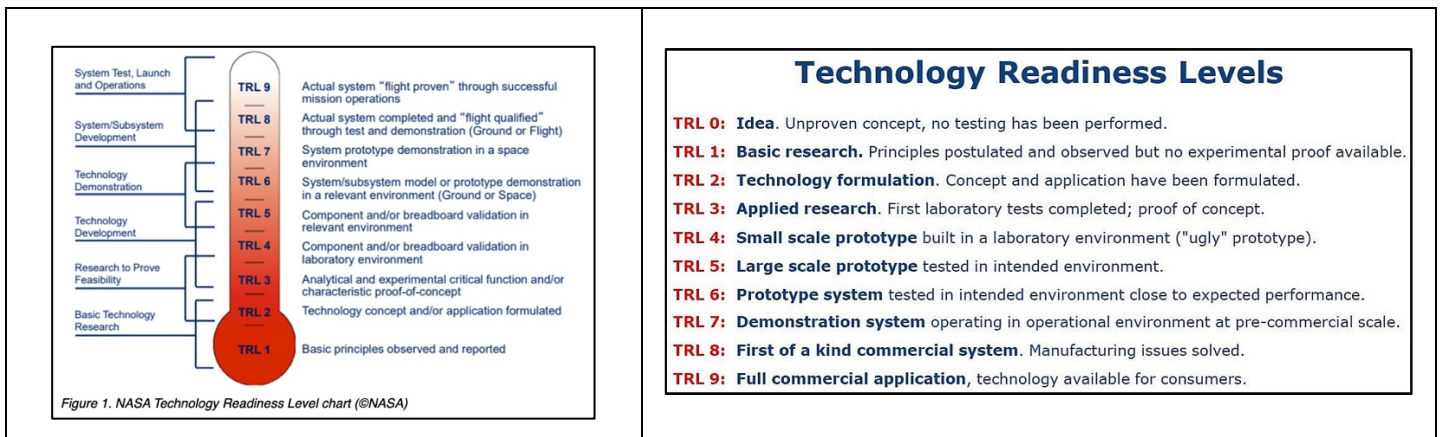 System Test, Launch
and Operations
System/Subsystem
Development
Technology
Demonstration
Technology
Development
Research to Prove
Feasibility
Basic Technology
Research
TRL 9
Actual system “flight proven” through successful
mission operations
TRL 8
Actual system completed and “flight qualified”
through test and demonstration (Ground or Flight)
TRL 7
System prototype demonstration in a space
environment
TRL 6
System/subsystem model or prototype demonstration
in a relevant environment (Ground or Space)
TRL 5
Component and/or breadboard validation in
relevant environment
TRL 4
Component and/or breadboard validation in
laboratory environment
TRL 3
Analytical and experimental critical function and/or
characteristic proof-of-concept
TRL 2
Technology concept and/or application formulated
TRL 1
Basic principles observed and reported
Figure 1. NASA Technology Readiness Level chart (©NASA)
Technology Readiness Levels
TRL 0: Idea. Unproven concept, no testing has been performed.
TRL 1: Basic research. Principles postulated and observed but no experimental proof available.
TRL 2: Technology formulation. Concept and application have been formulated.
TRL 3: Applied research. First laboratory tests completed; proof of concept.
TRL 4: Small scale prototype built in a laboratory environment ("ugly" prototype).
TRL 5: Large scale prototype tested in intended environment.
TRL 6: Prototype system tested in intended environment close to expected performance.
TRL 7: Demonstration system operating in operational environment at pre-commercial scale.
TRL 8: First of a kind commercial system. Manufacturing issues solved.
TRL 9: Full commercial application, technology available for consumers.